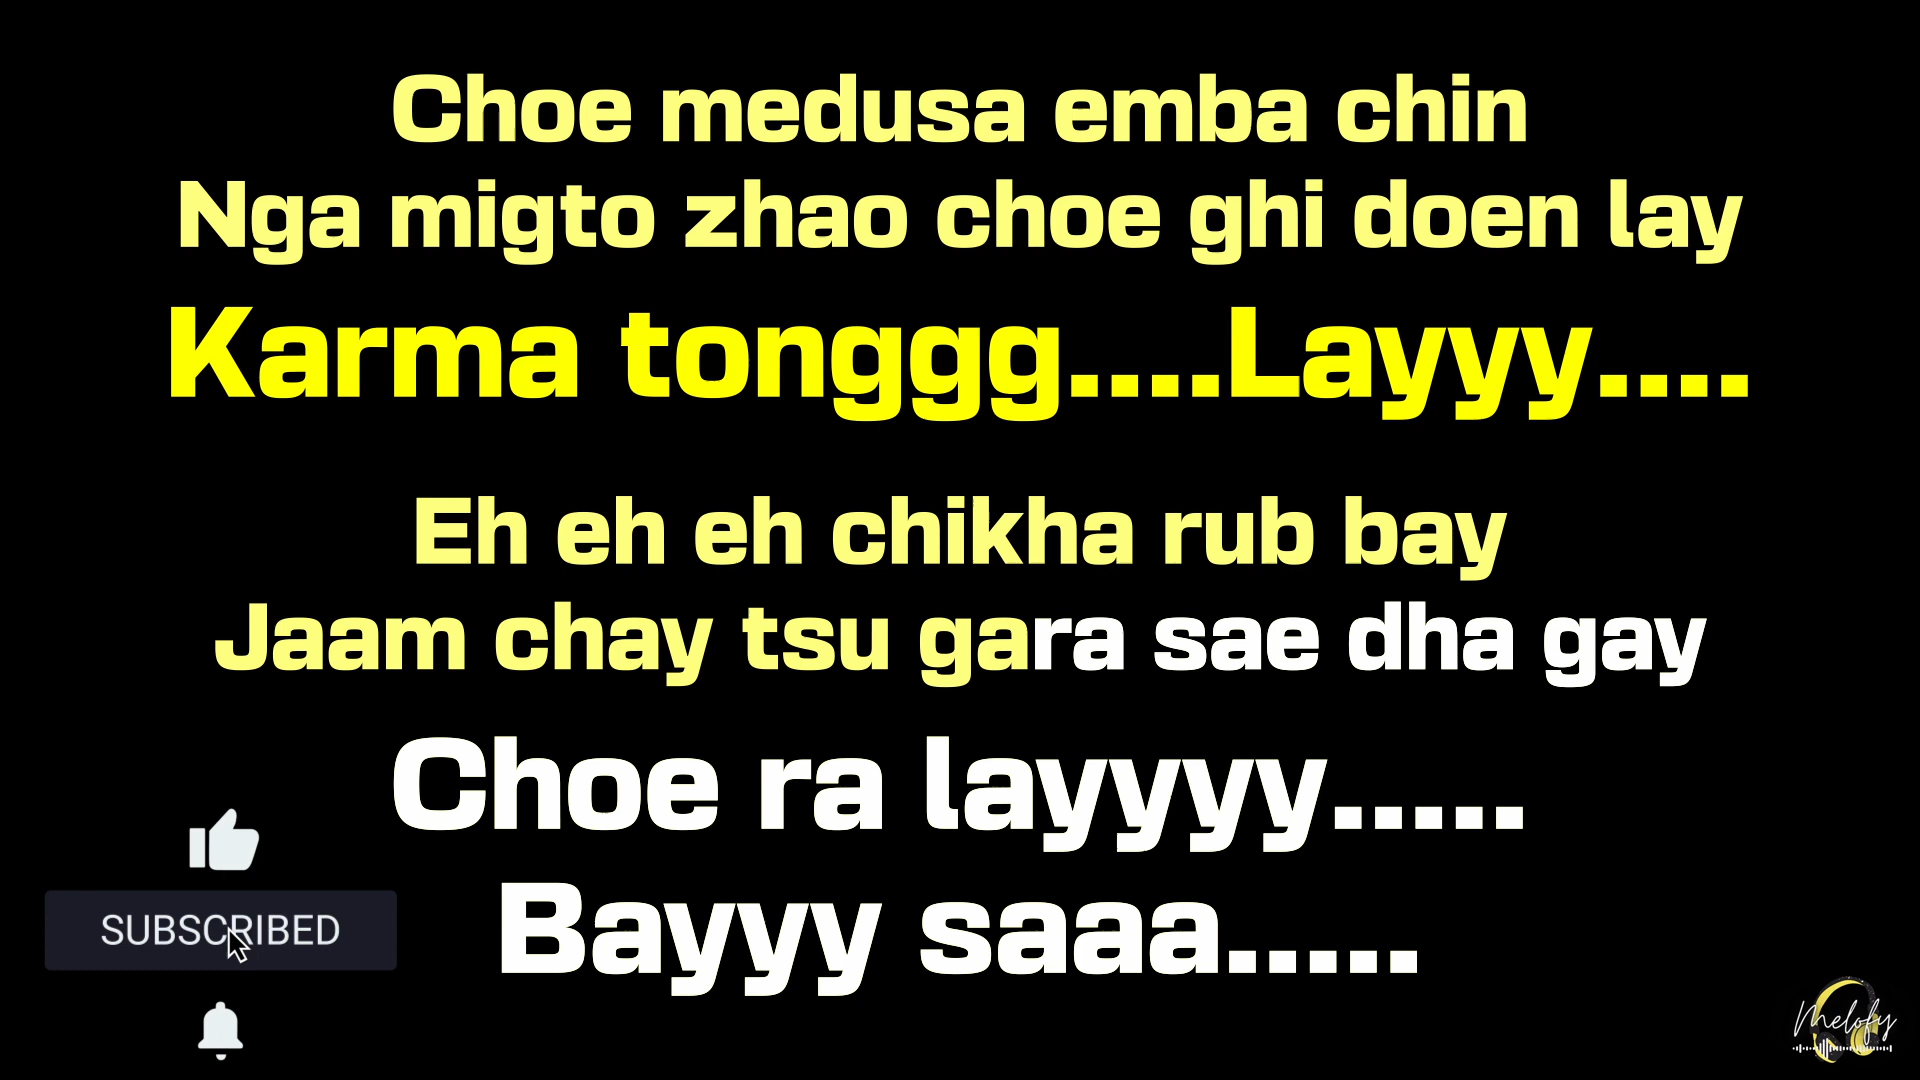 Choe medusa emba chin
Nga migto zhao choe ghi doen lay
Karma tonggg....Layyy....
Eh eh eh chikha rub bay
Jaam chay tsu gara sae dha gay
Choe ra layyyy.....
Bayyy saaa.....
SUBSCRIBED
Melofy